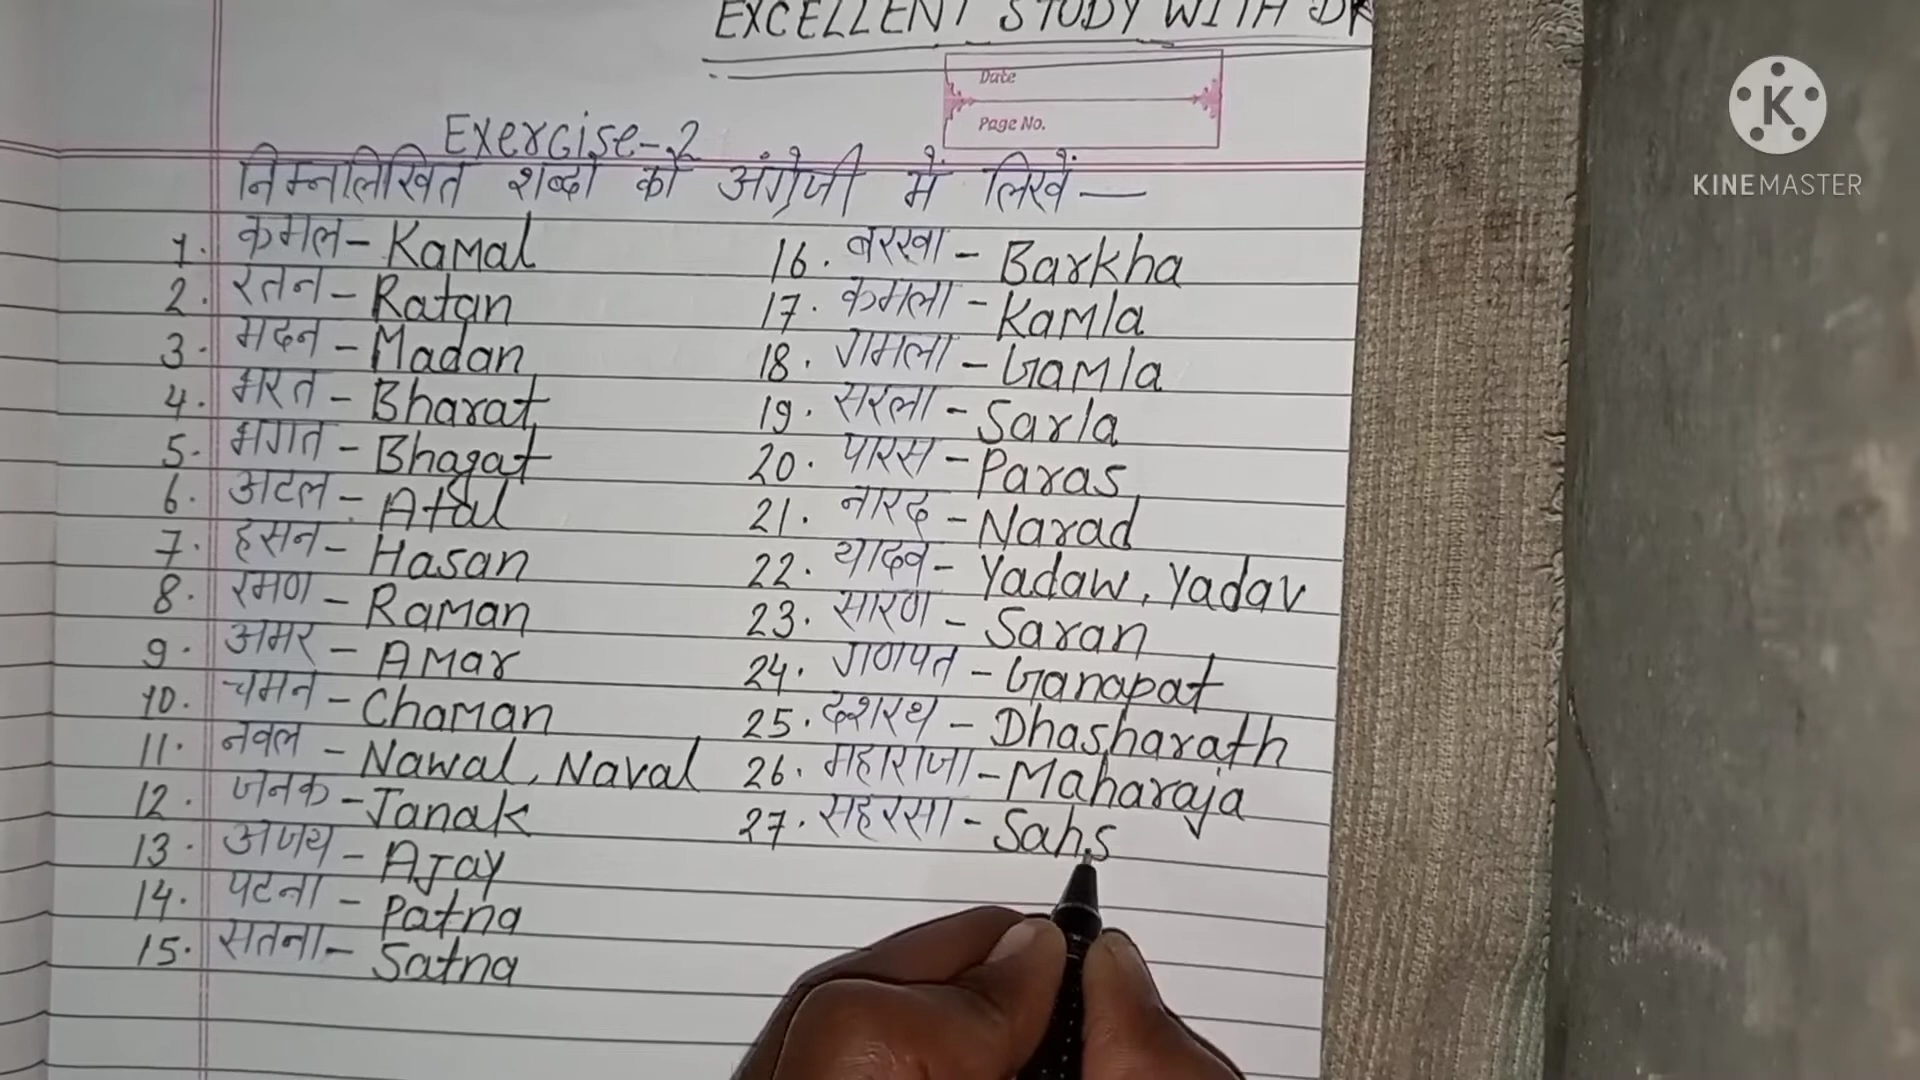 EXCELLENT STUDY WITH DK
Date
Page No.
Exercise-2
निम्नलिखित शब्दों को अंग्रेजी में लिखें—
1. कमल - Kamal
2. रतन - Ratan
3. मदन - Madan
4. भरत - Bharat
5. भगत - Bhagat
6. अटल - Atal
7. हसन - Hasan
8. रमण - Raman
9. अमर - Amar
10. चमन - Chaman
11. नवल - Nawal, Naval
12. जनक - Janak
13. अजय - Ajay
14. पटना - Patna
15. सतना - Satna
16. बरखा - Barkha
17. कमला - Kamla
18. गमला - Gamla
19. सरला - Sarla
20. पारस - Paras
21. नारद - Narad
22. यादव - Yadaw, Yadav
23. सारण - Saran
24. गणपत - Ganapat
25. दशरथ - Dhasharath
26. महाराजा - Maharaja
27. सहरसा - Sahs
K
KINEMASTER